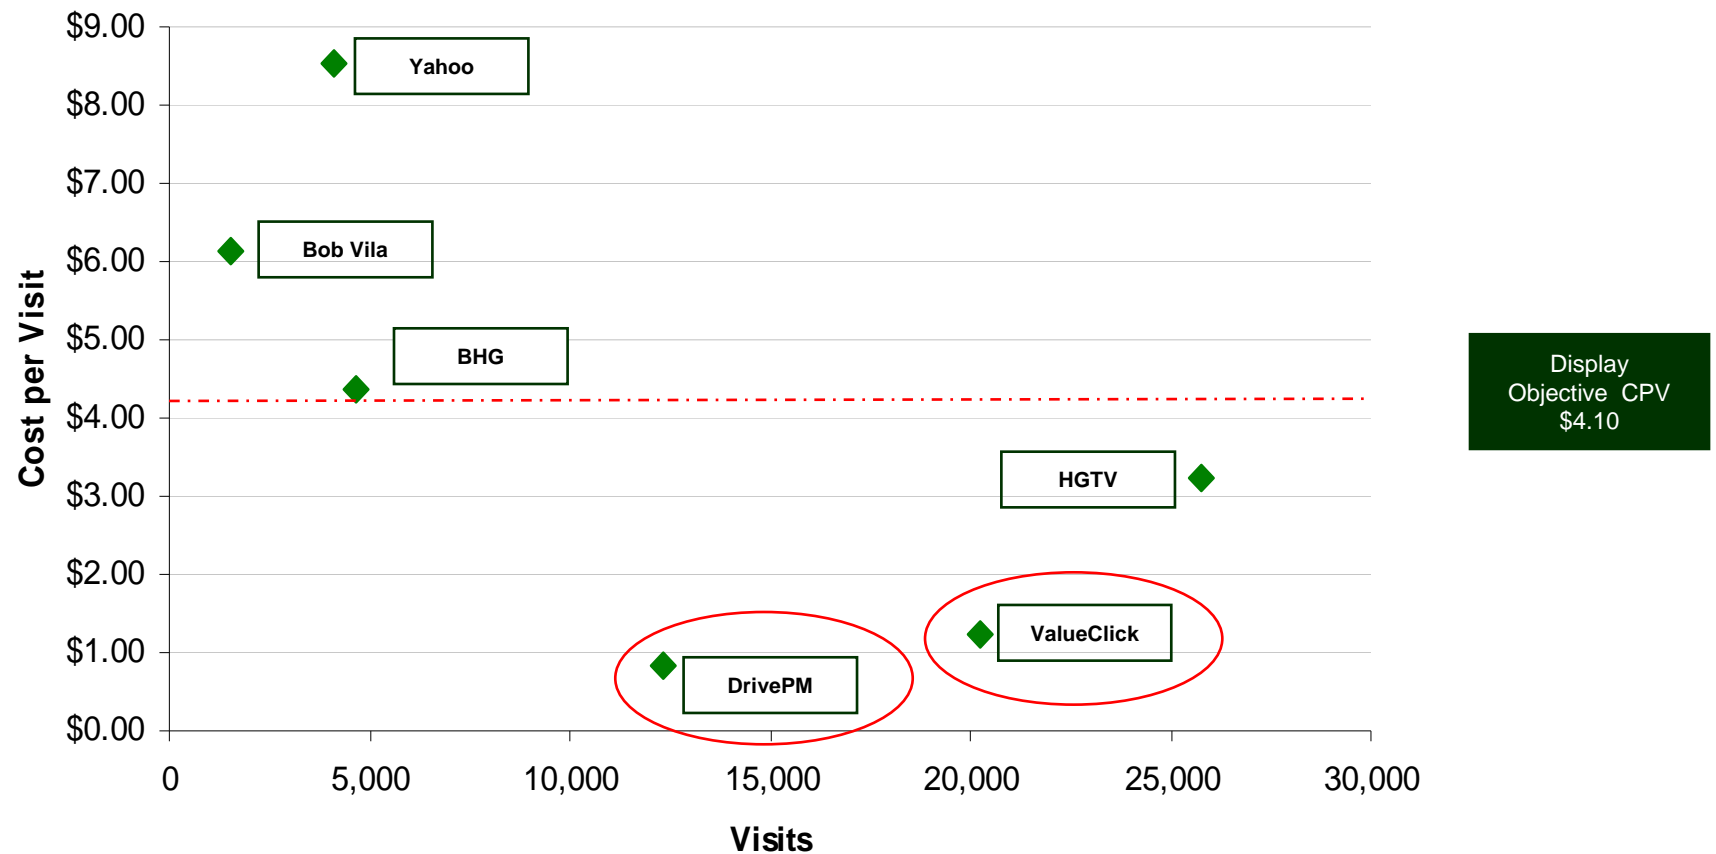 $9.00
Yahoo
$8.00
$7.00
Bob Vila
$6.00
$5.00
BHG
$4.00
Display
Objective CPV
$4.10
HGTV
$3.00
$2.00
ValueClick
$1.00
DrivePM
$0.00
Cost per Visit
0 5,000 10,000 15,000 20,000 25,000 30,000
Visits